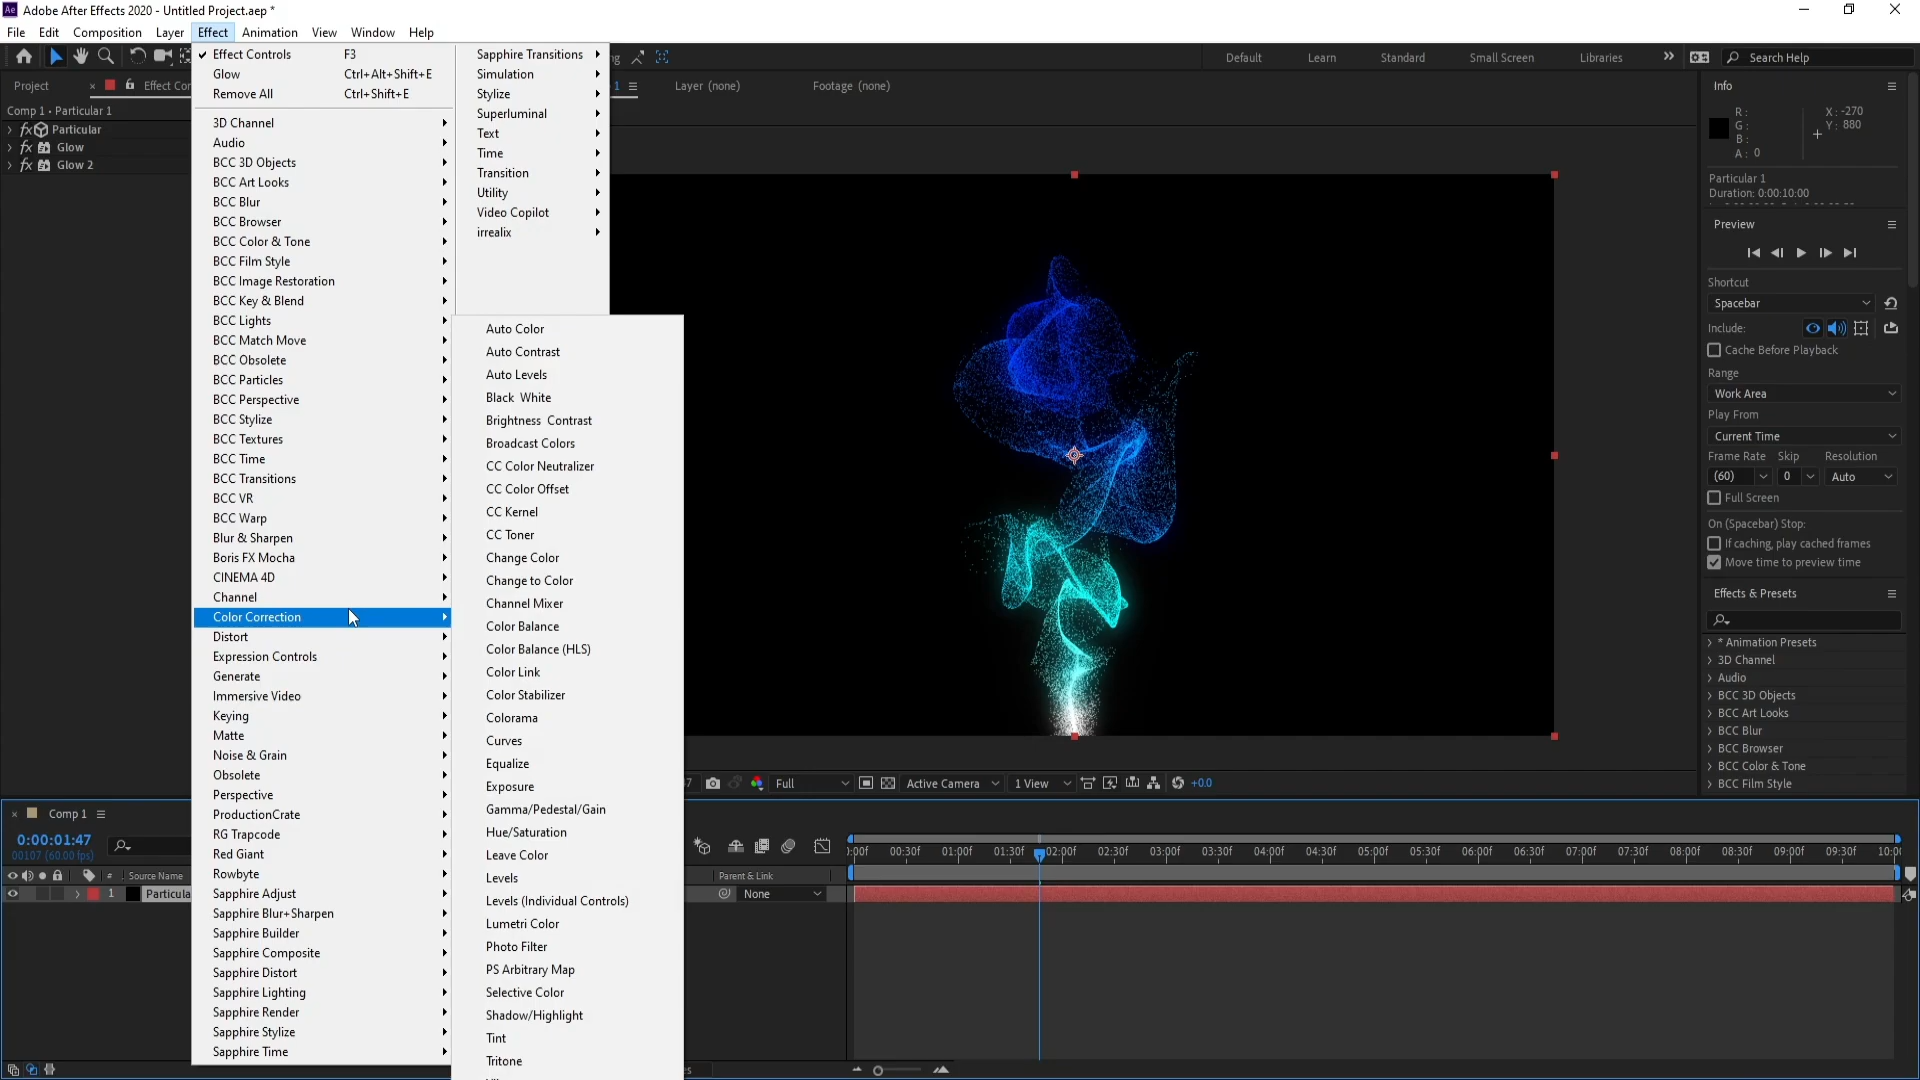 Ae Adobe After Effects 2020 - Untitled Project.aep *
File Edit Composition Layer Effect Animation View Window Help
Default Learn Standard Small Screen Libraries Search Help
Project Effect Con
Layer (none) Footage (none)
Comp 1 • Particular 1
fx Particular
fx Glow
fx Glow 2
Effect Controls F3
Glow Ctrl+Alt+Shift+E
Remove All Ctrl+Shift+E
3D Channel
Audio
BCC 3D Objects
BCC Art Looks
BCC Blur
BCC Browser
BCC Color & Tone
BCC Film Style
BCC Image Restoration
BCC Key & Blend
BCC Lights
BCC Match Move
BCC Obsolete
BCC Particles
BCC Perspective
BCC Stylize
BCC Textures
BCC Time
BCC Transitions
BCC VR
BCC Warp
Blur & Sharpen
Boris FX Mocha
CINEMA 4D
Channel
Color Correction
Distort
Expression Controls
Generate
Immersive Video
Keying
Matte
Noise & Grain
Obsolete
Perspective
ProductionCrate
RG Trapcode
Red Giant
Rowbyte
Sapphire Adjust
Sapphire Blur+Sharpen
Sapphire Builder
Sapphire Composite
Sapphire Distort
Sapphire Lighting
Sapphire Render
Sapphire Stylize
Sapphire Time
Sapphire Transitions
Simulation
Stylize
Superluminal
Text
Time
Transition
Utility
Video Copilot
irrealix
Auto Color
Auto Contrast
Auto Levels
Black White
Brightness Contrast
Broadcast Colors
CC Color Neutralizer
CC Color Offset
CC Kernel
CC Toner
Change Color
Change to Color
Channel Mixer
Color Balance
Color Balance (HLS)
Color Link
Color Stabilizer
Colorama
Curves
Equalize
Exposure
Gamma/Pedestal/Gain
Hue/Saturation
Leave Color
Levels
Levels (Individual Controls)
Lumetri Color
Photo Filter
PS Arbitrary Map
Selective Color
Shadow/Highlight
Tint
Tritone
Info
R: X: -270
G: Y: 880
B:
A: 0
Particular 1
Duration: 0:00:10:00
Preview
Shortcut
Spacebar
Include:
Cache Before Playback
Range
Work Area
Play From
Current Time
Frame Rate Skip Resolution
(60) 0 Auto
Full Screen
On (Spacebar) Stop:
If caching, play cached frames
Move time to preview time
Effects & Presets
* Animation Presets
3D Channel
Audio
BCC 3D Objects
BCC Art Looks
BCC Blur
BCC Browser
BCC Color & Tone
BCC Film Style
Full Active Camera 1 View +0.0
Comp 1
0:00:01:47
00107 (60.00 fps)
# Source Name Parent & Link
1 Particula None
:00f 00:30f 01:00f 01:30f 02:00f 02:30f 03:00f 03:30f 04:00f 04:30f 05:00f 05:30f 06:00f 06:30f 07:00f 07:30f 08:00f 08:30f 09:00f 09:30f 10:00